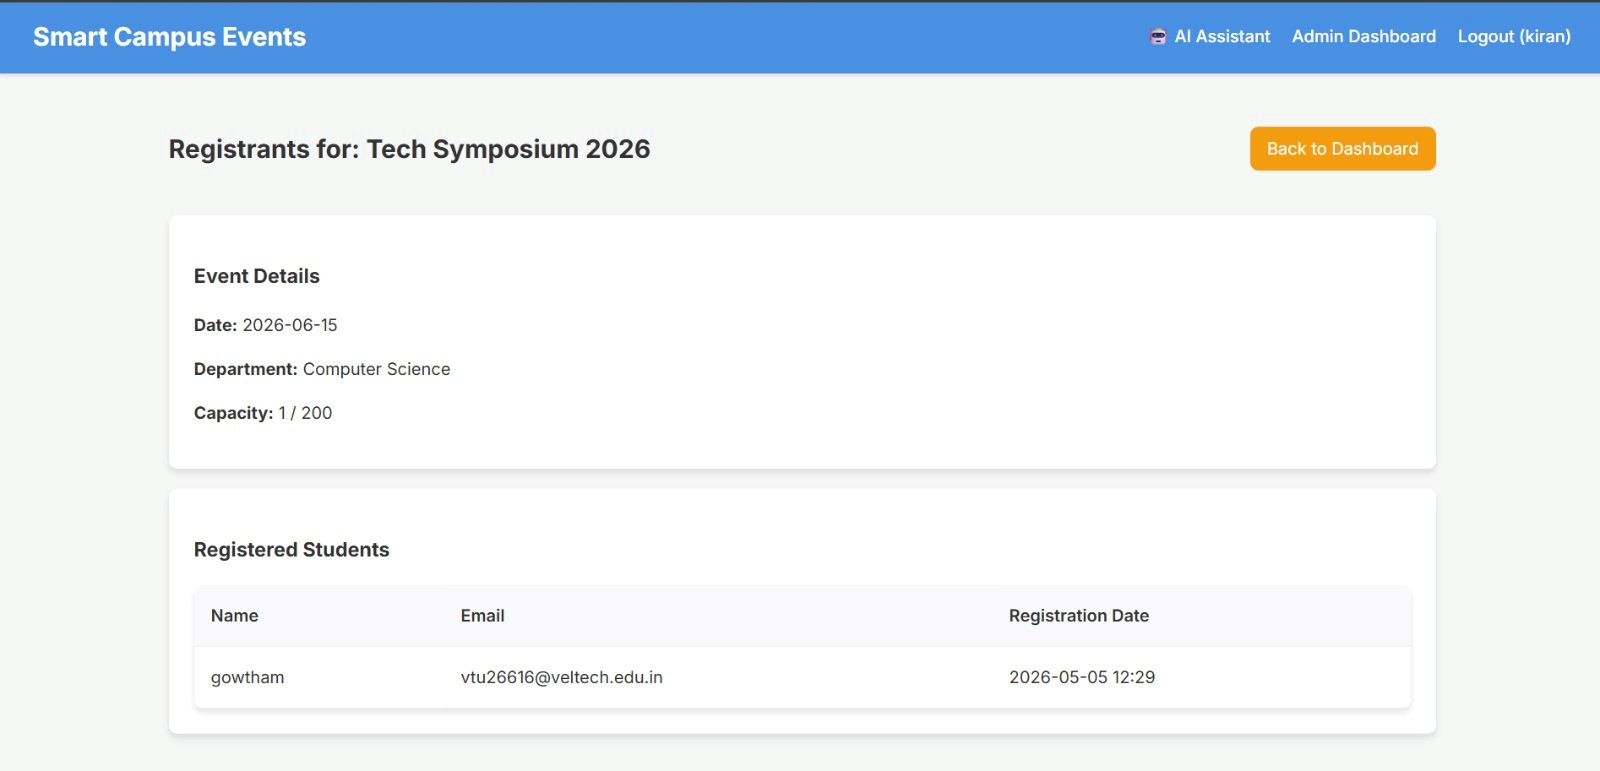 Smart Campus Events
AI Assistant
Admin Dashboard
Logout (kiran)
Registrants for: Tech Symposium 2026
Back to Dashboard
Event Details
Date: 2026-06-15
Department: Computer Science
Capacity: 1 / 200
Registered Students
Name Email Registration Date
gowtham vtu26616@veltech.edu.in 2026-05-05 12:29